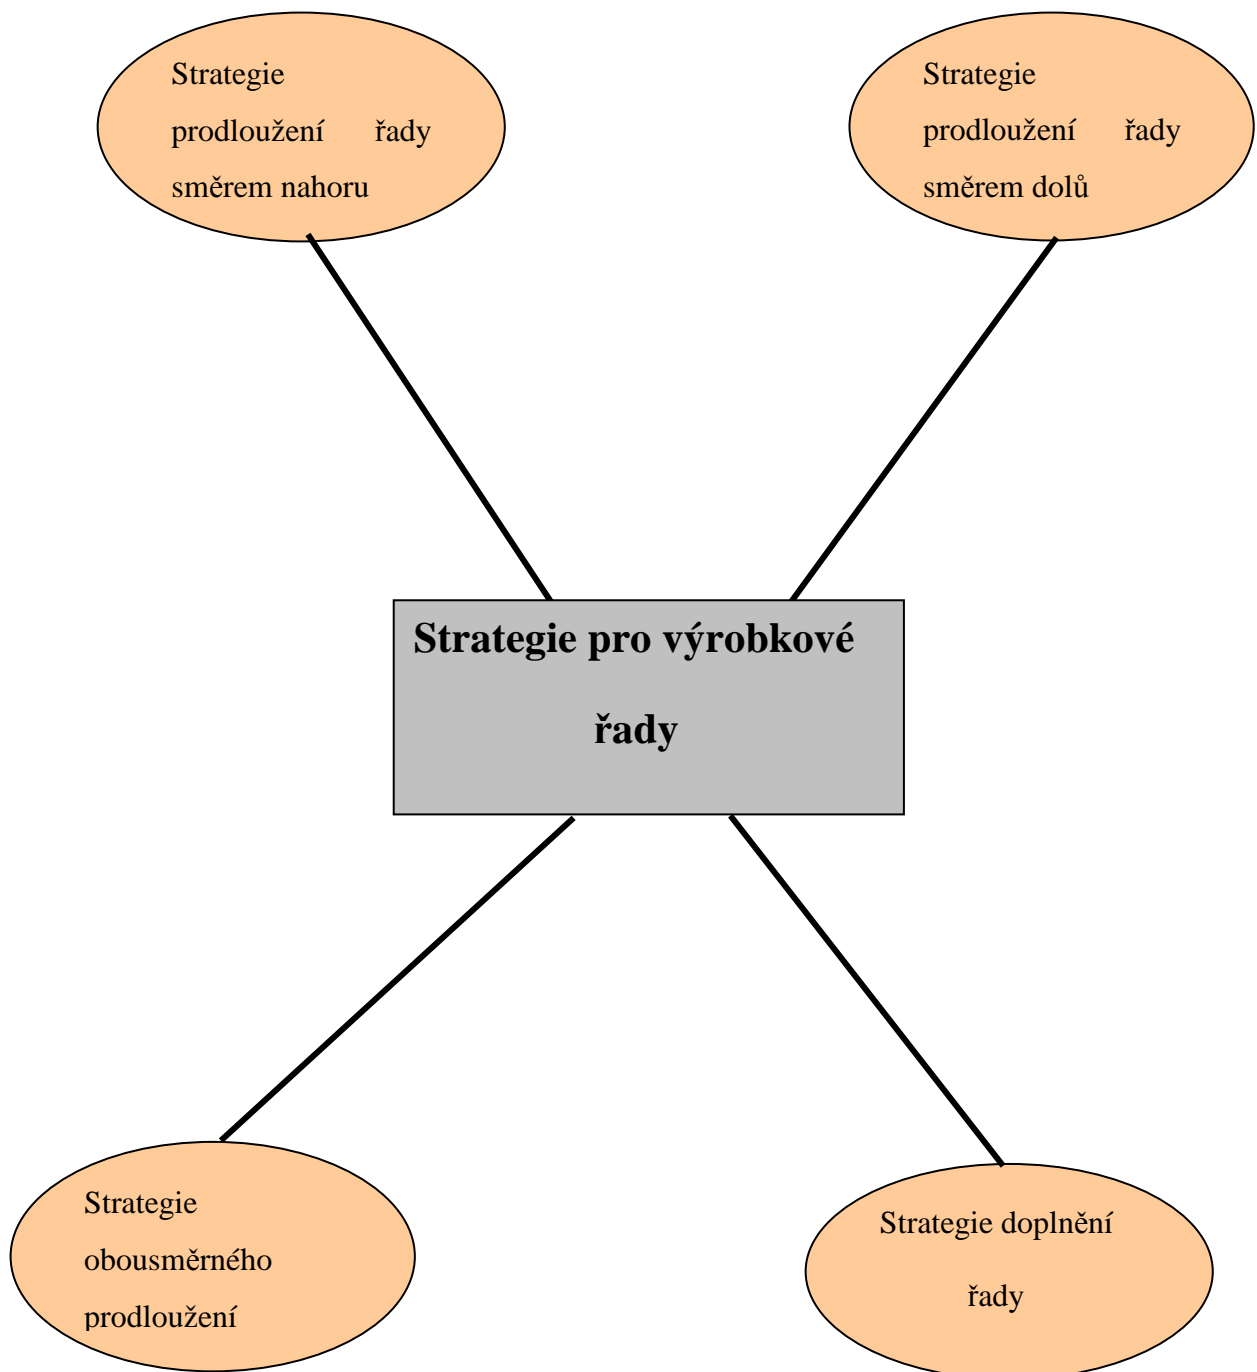 Strategie
prodloužení řady
směrem nahoru
Strategie
prodloužení řady
směrem dolů
Strategie pro výrobkové
řady
Strategie
obousměrného
prodloužení
Strategie doplnění
řady